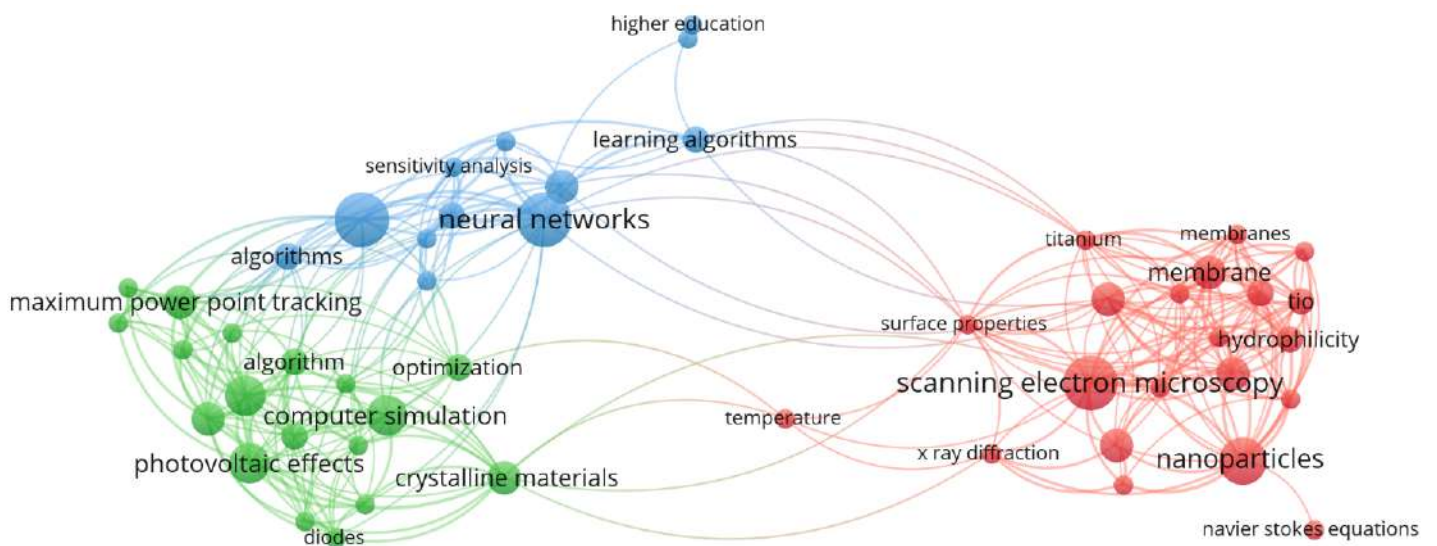 higher education
learning algorithms
sensitivity analysis
neural networks
algorithms
titanium
membranes
membrane
tio
maximum power point tracking
surface properties
hydrophilicity
algorithm
optimization
scanning electron microscopy
computer simulation
temperature
x ray diffraction
nanoparticles
photovoltaic effects
crystalline materials
diodes
navier stokes equations